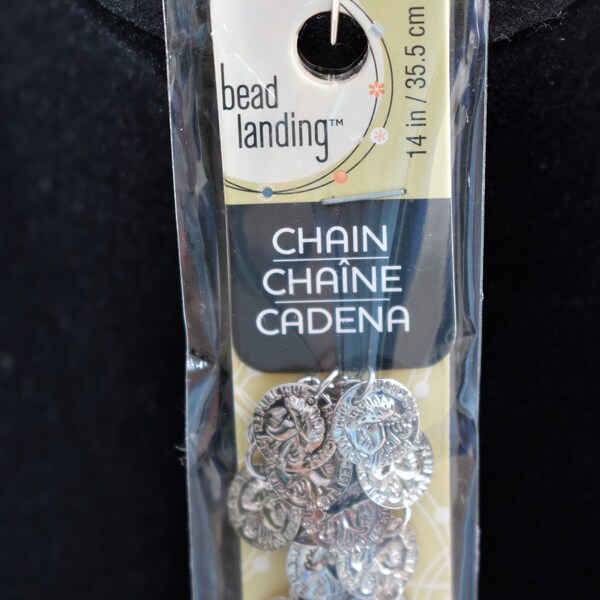 bead
landing™
14 in / 35.5 cm
CHAIN
CHAÎNE
CADENA